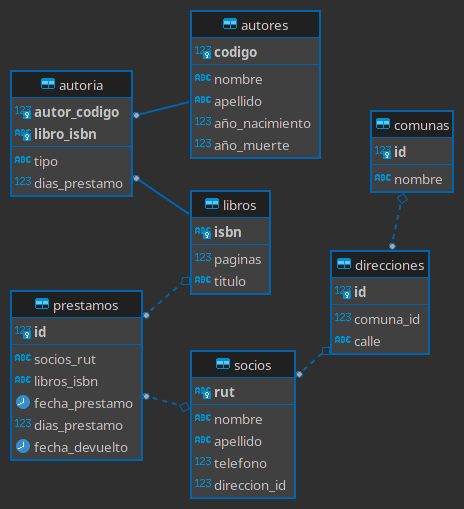 autores
123 codigo
ABC nombre
ABC apellido
123 año_nacimiento
123 año_muerte
autoria
123 autor_codigo
ABC libro_isbn
ABC tipo
123 dias_prestamo
comunas
123 id
ABC nombre
libros
ABC isbn
123 paginas
ABC titulo
direcciones
123 id
123 comuna_id
ABC calle
prestamos
123 id
ABC socios_rut
ABC libros_isbn
fecha_prestamo
123 dias_prestamo
fecha_devuelto
socios
ABC rut
ABC nombre
ABC apellido
123 telefono
123 direccion_id